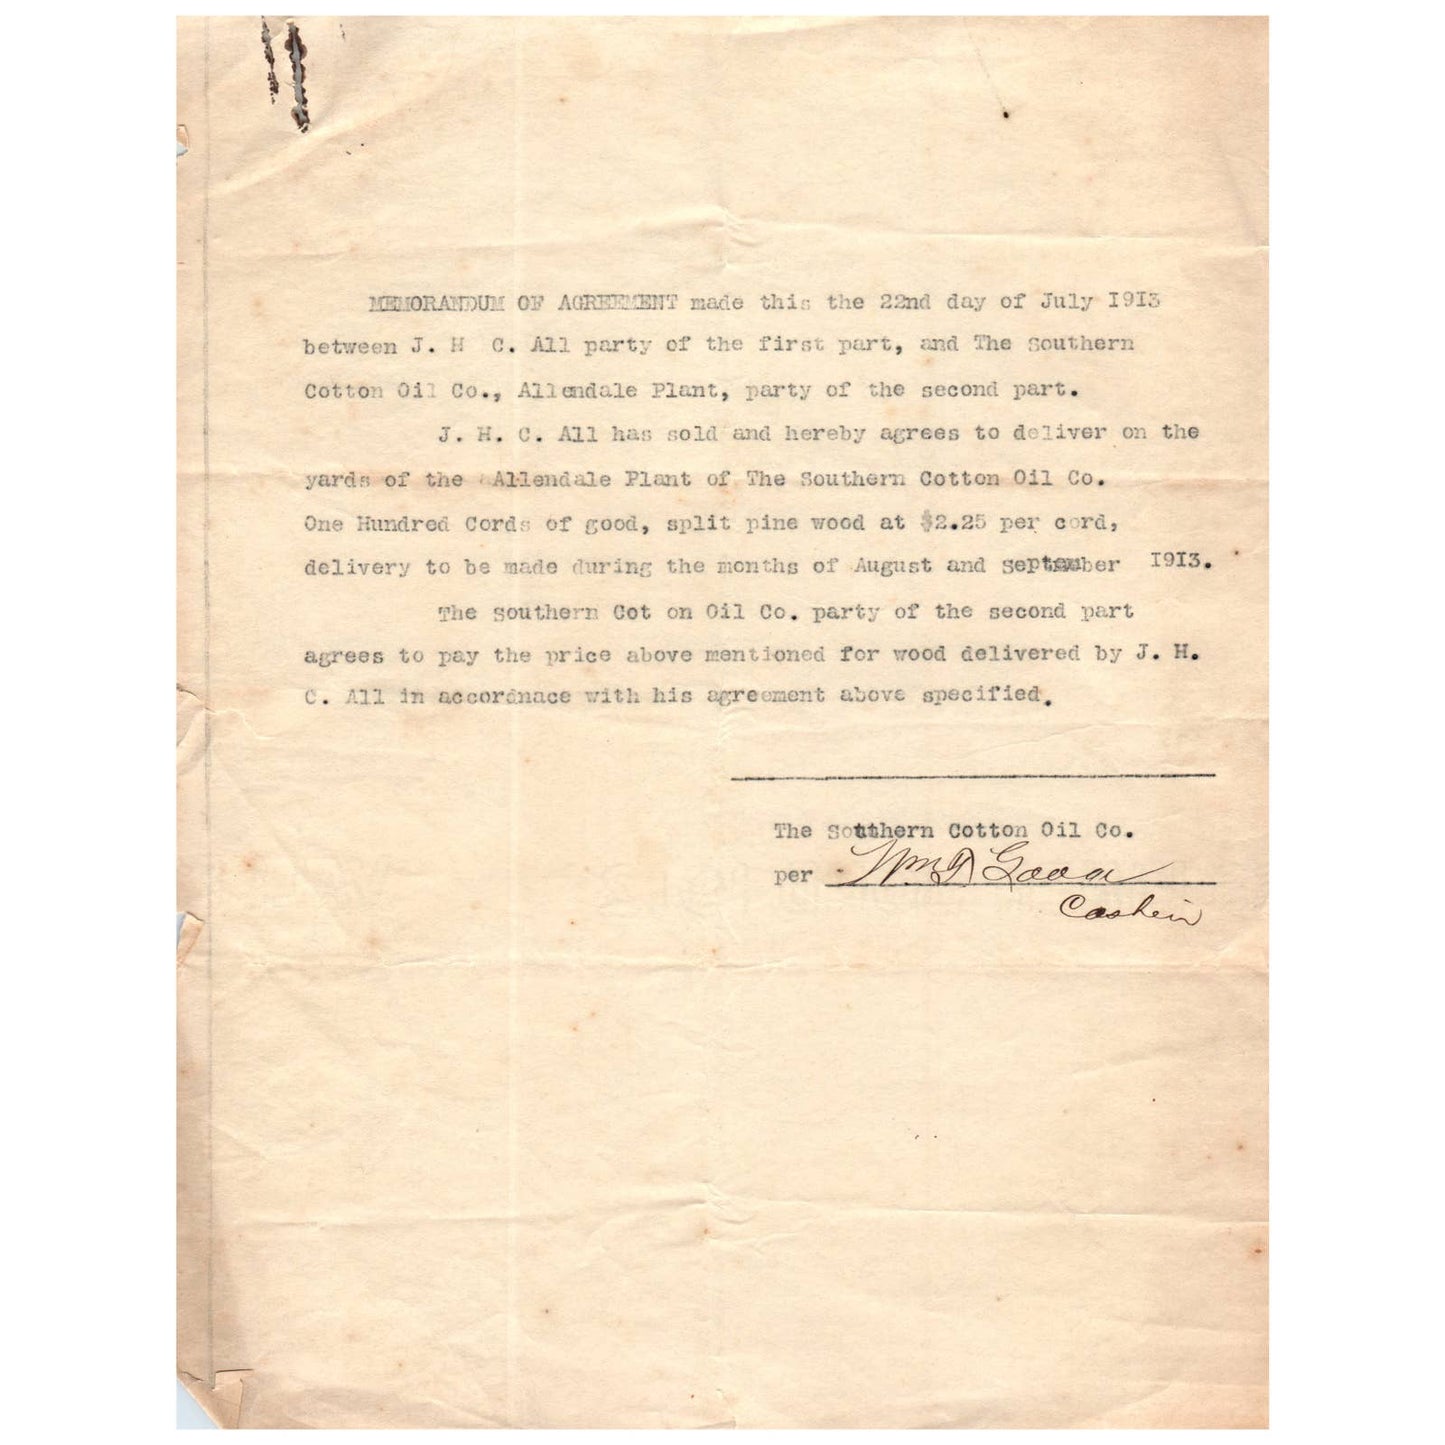 MEMORANDUM OF AGREEMENT made this the 22nd day of July 1913
between J. H C. All party of the first part, and The Southern
Cotton Oil Co., Allendale Plant, party of the second part.
J. H. C. All has sold and hereby agrees to deliver on the
yards of the Allendale Plant of The Southern Cotton Oil Co.
One Hundred Cords of good, split pine wood at $2.25 per cord,
delivery to be made during the months of August and September 1913.
The Southern Cot on Oil Co. party of the second part
agrees to pay the price above mentioned for wood delivered by J. H.
C. All in accordnace with his agreement above specified.
The Southern Cotton Oil Co.
per Wm
Cashier